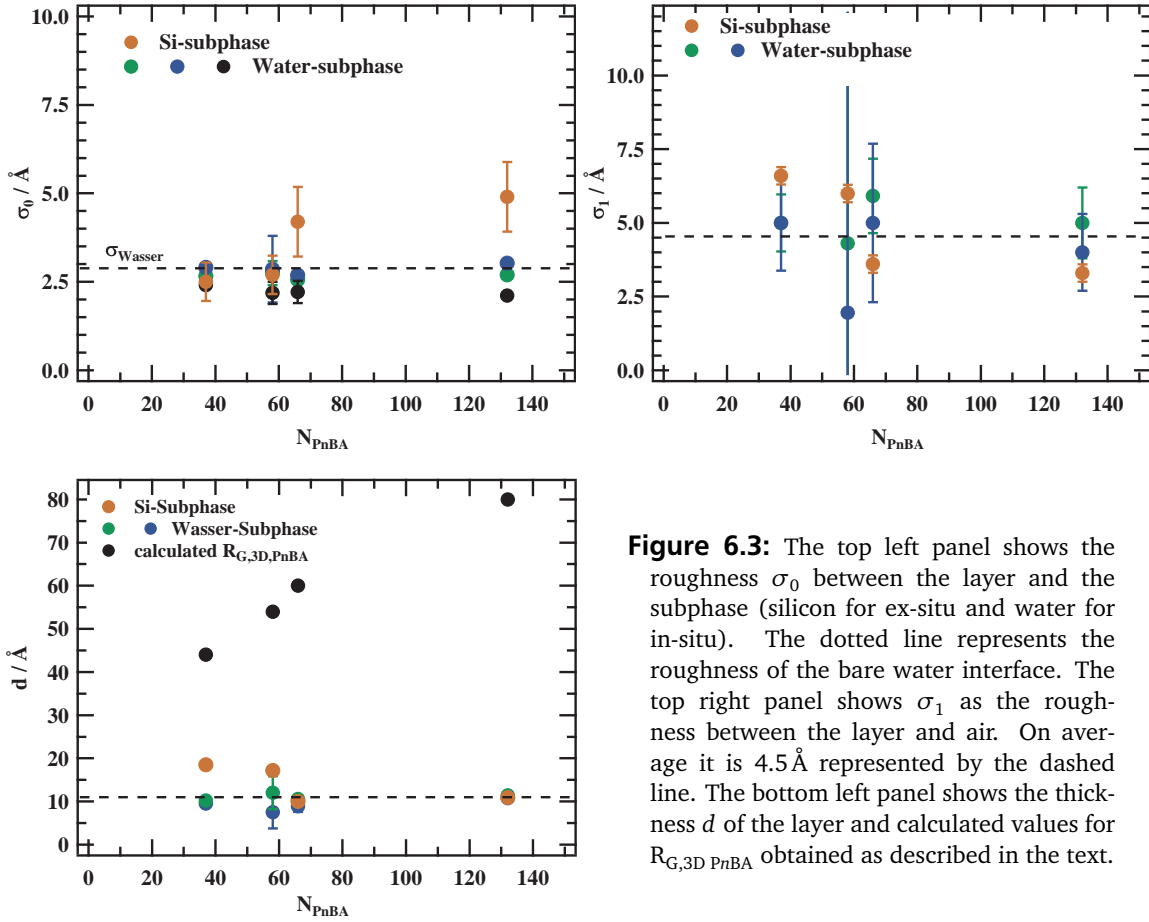 10.0
7.5
5.0
2.5
0.0
σ0 / Å
Si-subphase
Water-subphase
σWasser
0 20 40 60 80 100 120 140
NPnBA
10.0
7.5
5.0
2.5
0.0
σ1 / Å
Si-subphase
Water-subphase
0 20 40 60 80 100 120 140
NPnBA
80
70
60
50
40
30
20
10
0
d / Å
Si-Subphase
Wasser-Subphase
calculated RG,3D,PnBA
0 20 40 60 80 100 120 140
NPnBA
Figure 6.3: The top left panel shows the
roughness σ0 between the layer and the
subphase (silicon for ex-situ and water for
in-situ). The dotted line represents the
roughness of the bare water interface. The
top right panel shows σ1 as the rough-
ness between the layer and air. On aver-
age it is 4.5 Å represented by the dashed
line. The bottom left panel shows the thick-
ness d of the layer and calculated values for
RG,3D PnBA obtained as described in the text.